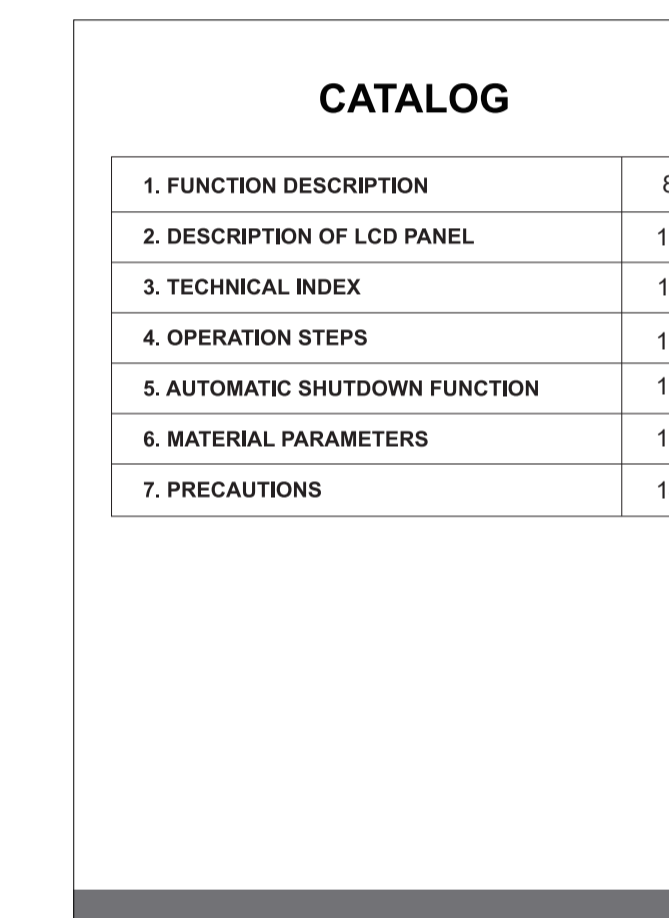 CATALOG
1. FUNCTION DESCRIPTION
2. DESCRIPTION OF LCD PANEL
3. TECHNICAL INDEX
4. OPERATION STEPS
5. AUTOMATIC SHUTDOWN FUNCTION
6. MATERIAL PARAMETERS
7. PRECAUTIONS